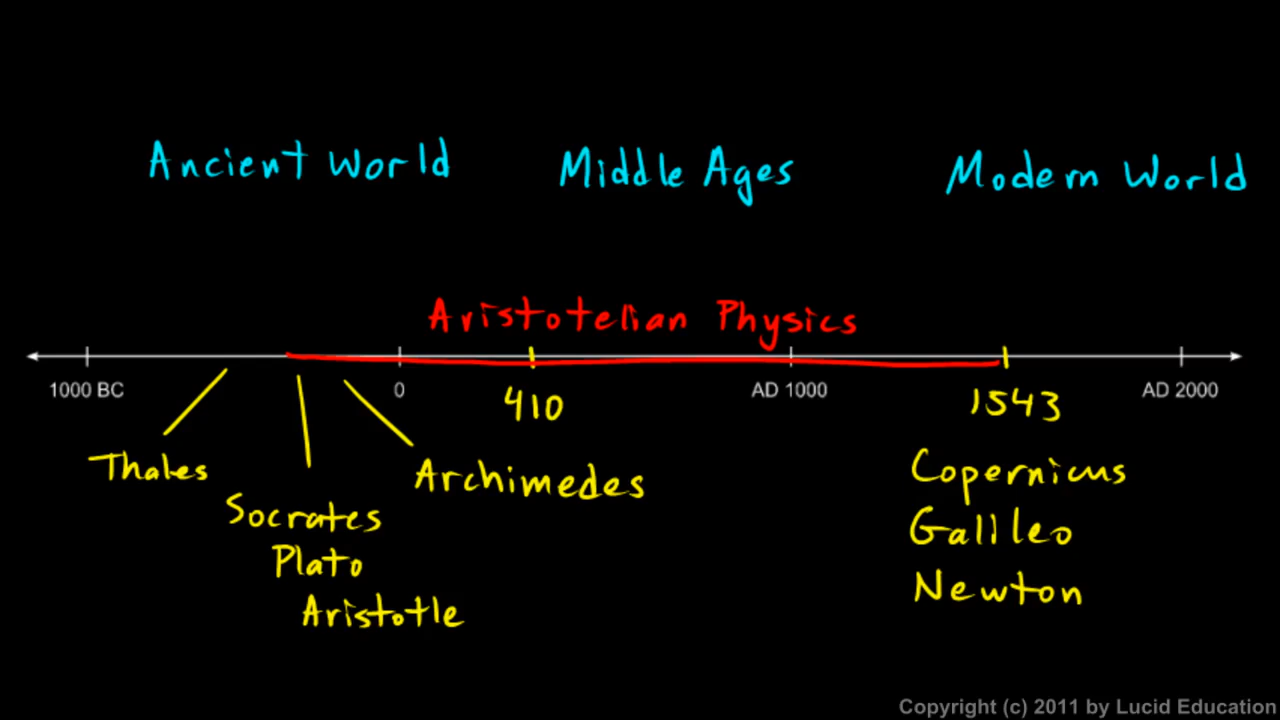 Ancient World
Middle Ages
Modern World
Aristotelian Physics
1000 BC
0
410
AD 1000
1543
AD 2000
Thales
Socrates
Plato
Aristotle
Archimedes
Copernicus
Galileo
Newton
Copyright (c) 2011 by Lucid Education